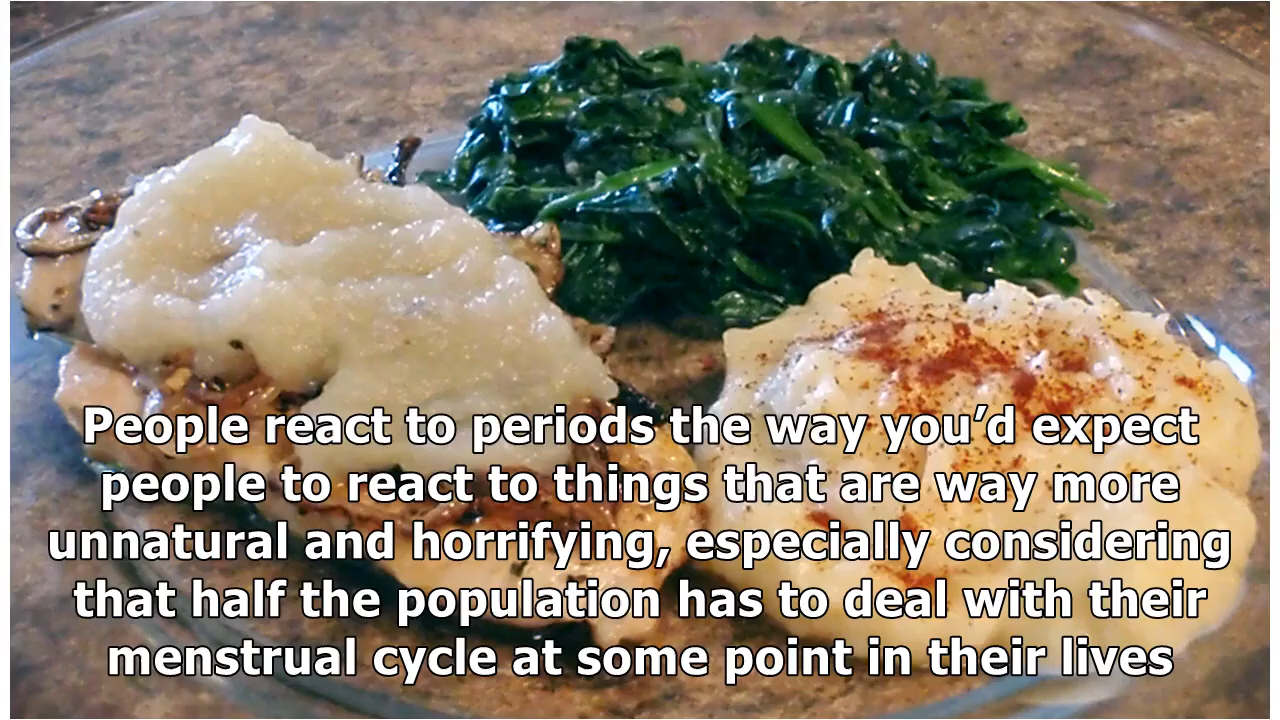 People react to periods the way you’d expect
people to react to things that are way more
unnatural and horrifying, especially considering
that half the population has to deal with their
menstrual cycle at some point in their lives